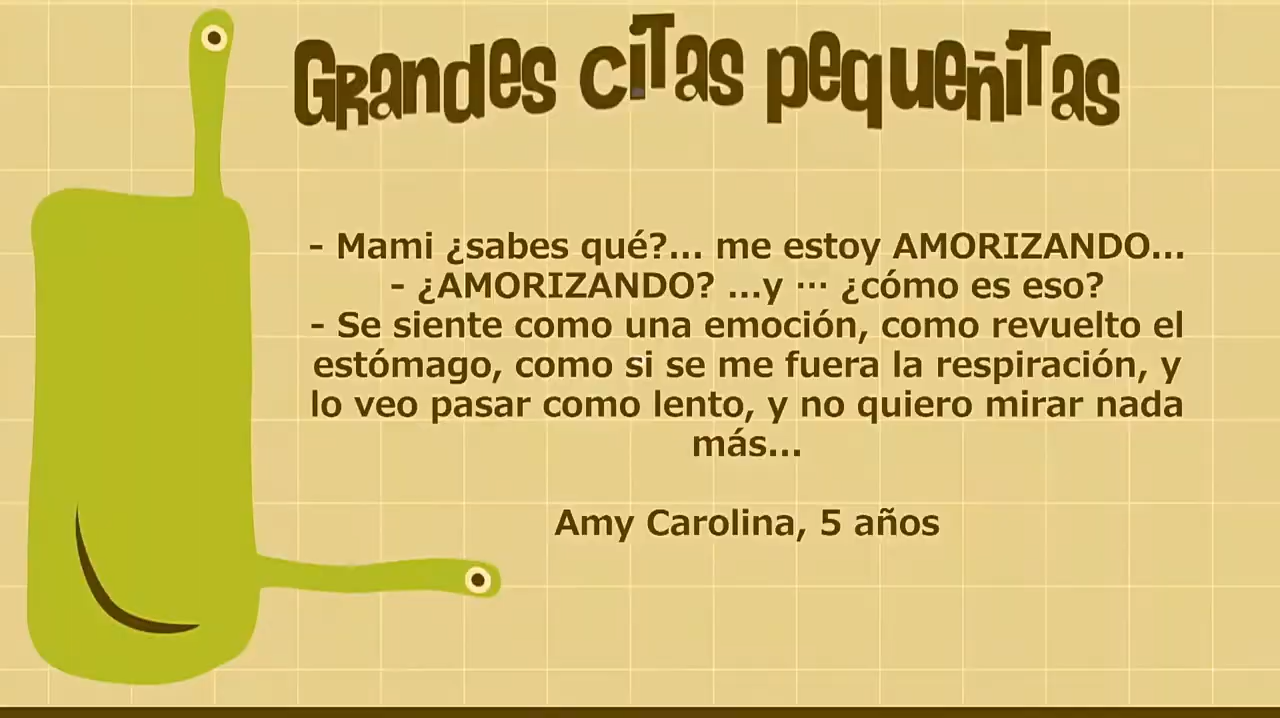 Grandes citas pequeñitas
- Mami ¿sabes qué?... me estoy AMORIZANDO...
- ¿AMORIZANDO? ...y ··· ¿cómo es eso?
- Se siente como una emoción, como revuelto el
estómago, como si se me fuera la respiración, y
lo veo pasar como lento, y no quiero mirar nada
más...
Amy Carolina, 5 años